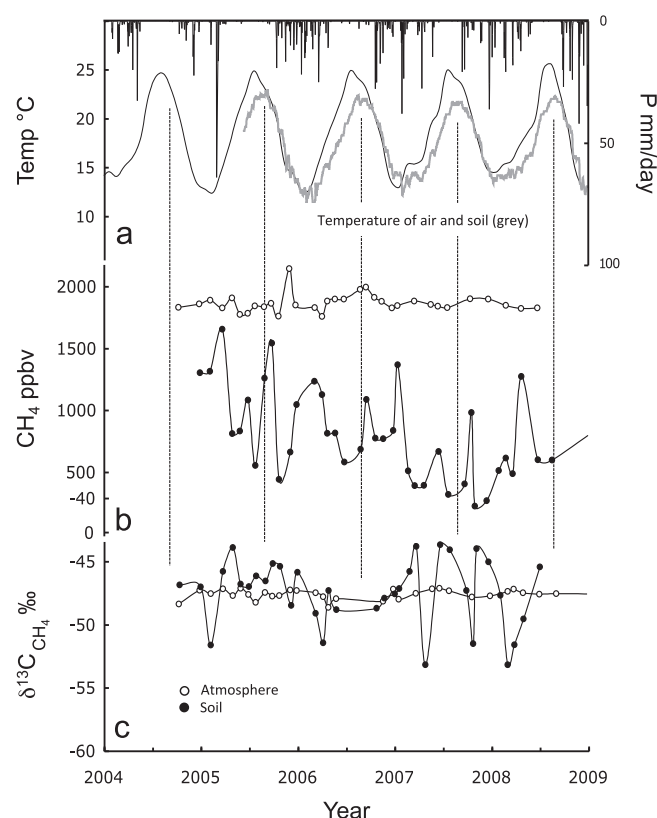 0
25
20
15
10
Temp °C
50
100
P mm/day
Temperature of air and soil (grey)
a
2000
1500
1000
500
-40
0
CH₄ ppbv
b
-45
-50
-55
-60
δ¹³C_CH₄ ‰
Atmosphere
Soil
c
2004 2005 2006 2007 2008 2009
Year